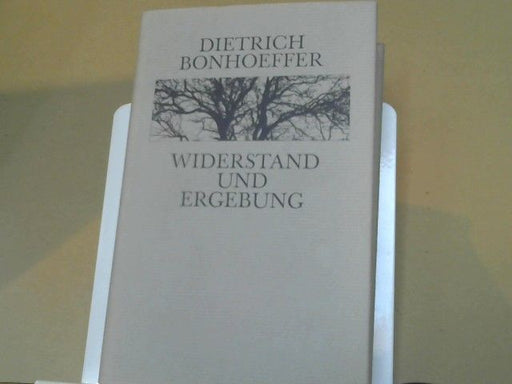 DIETRICH
BONHOEFFER
WIDERSTAND
UND
ERGEBUNG